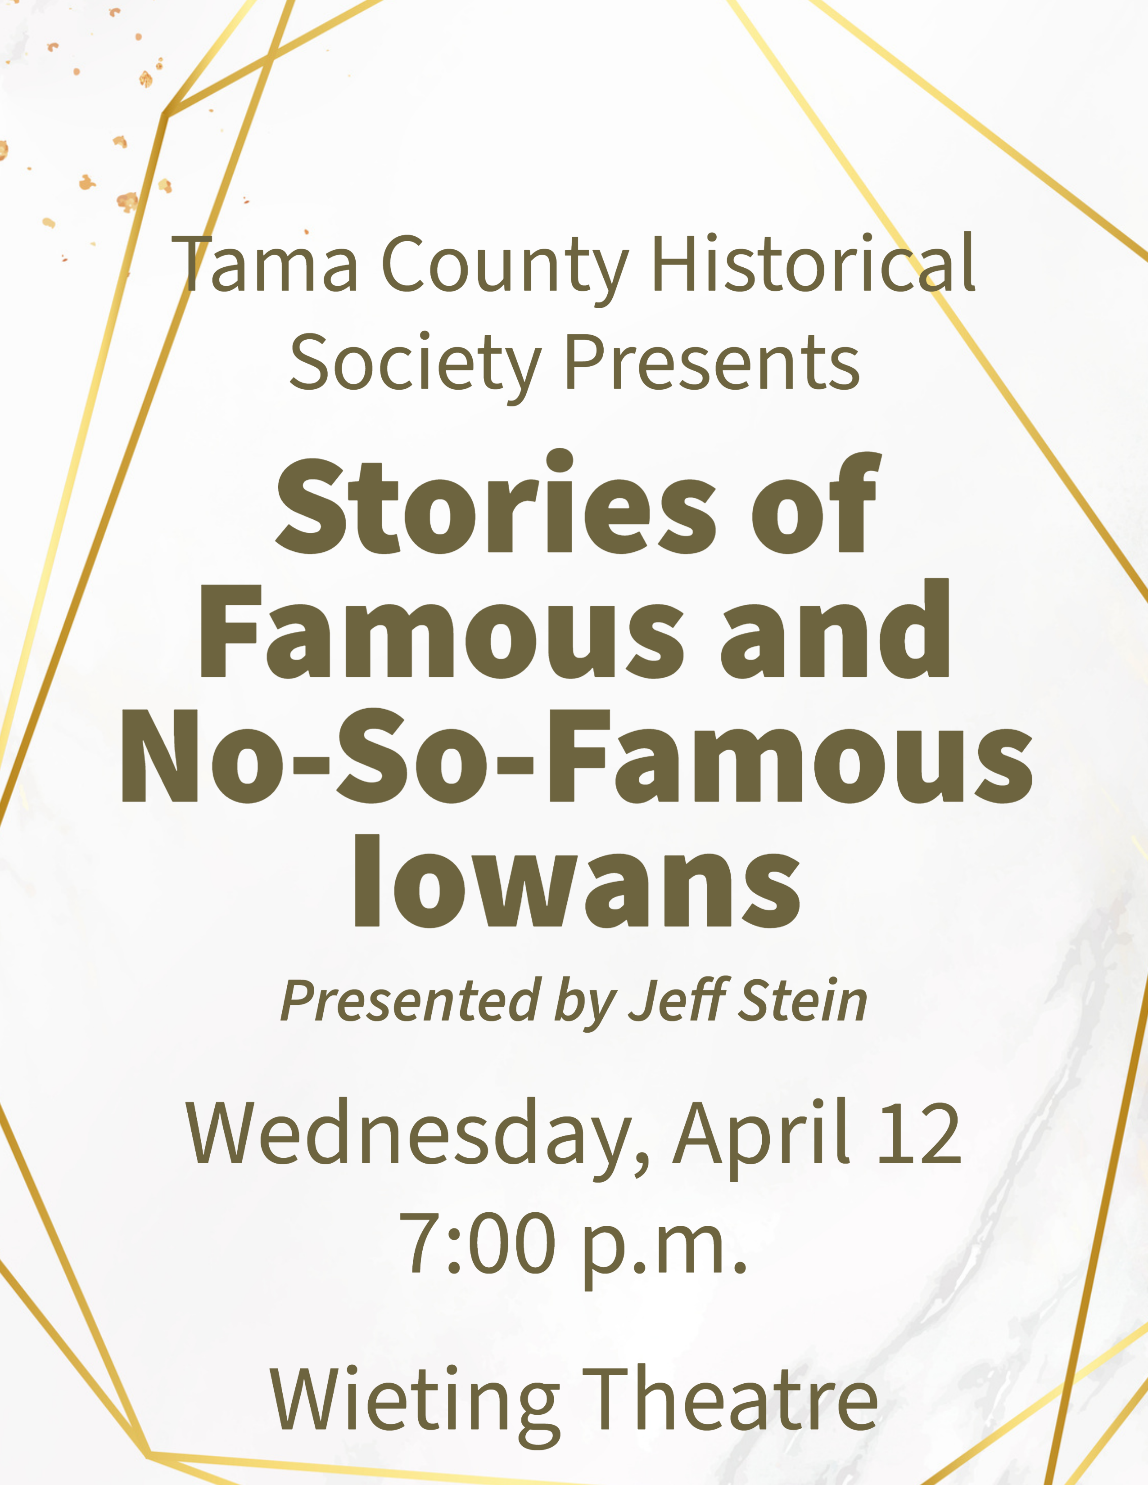 Tama County Historical
Society Presents
Stories of
Famous and
No-So-Famous
Iowans
Presented by Jeff Stein
Wednesday, April 12
7:00 p.m.
Wieting Theatre